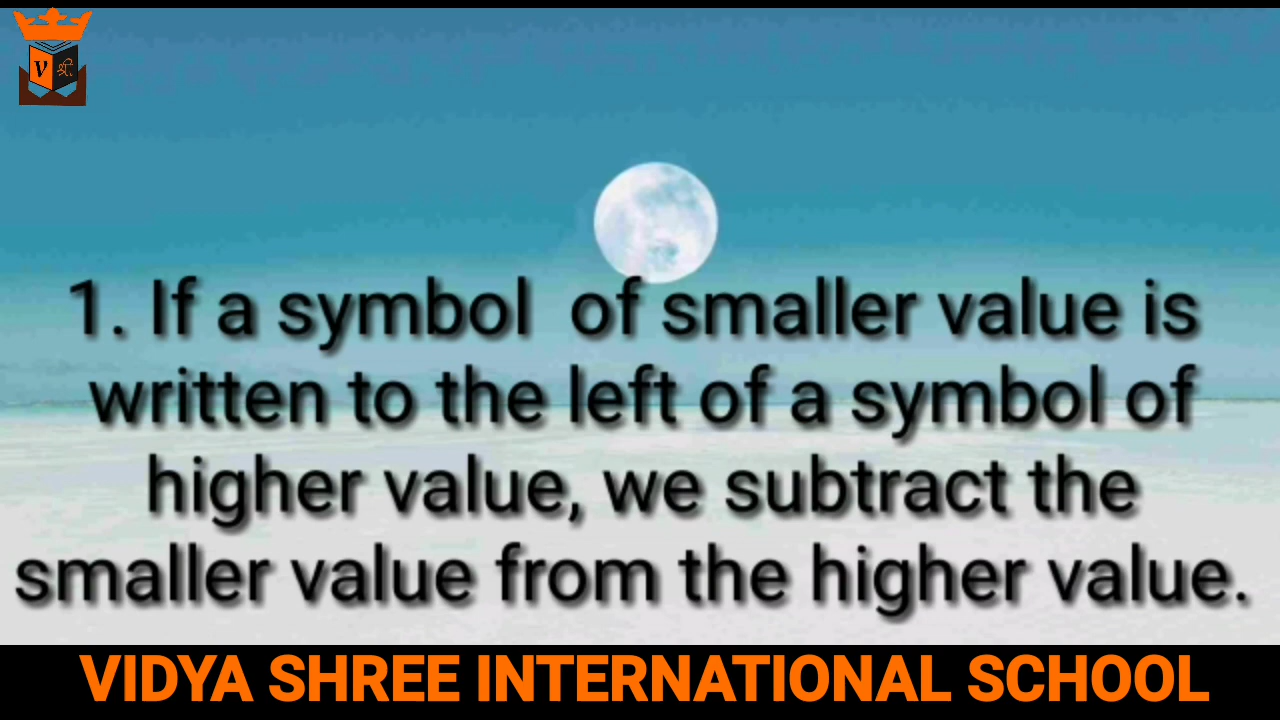 V श्री
1. If a symbol of smaller value is
written to the left of a symbol of
higher value, we subtract the
smaller value from the higher value.
VIDYA SHREE INTERNATIONAL SCHOOL